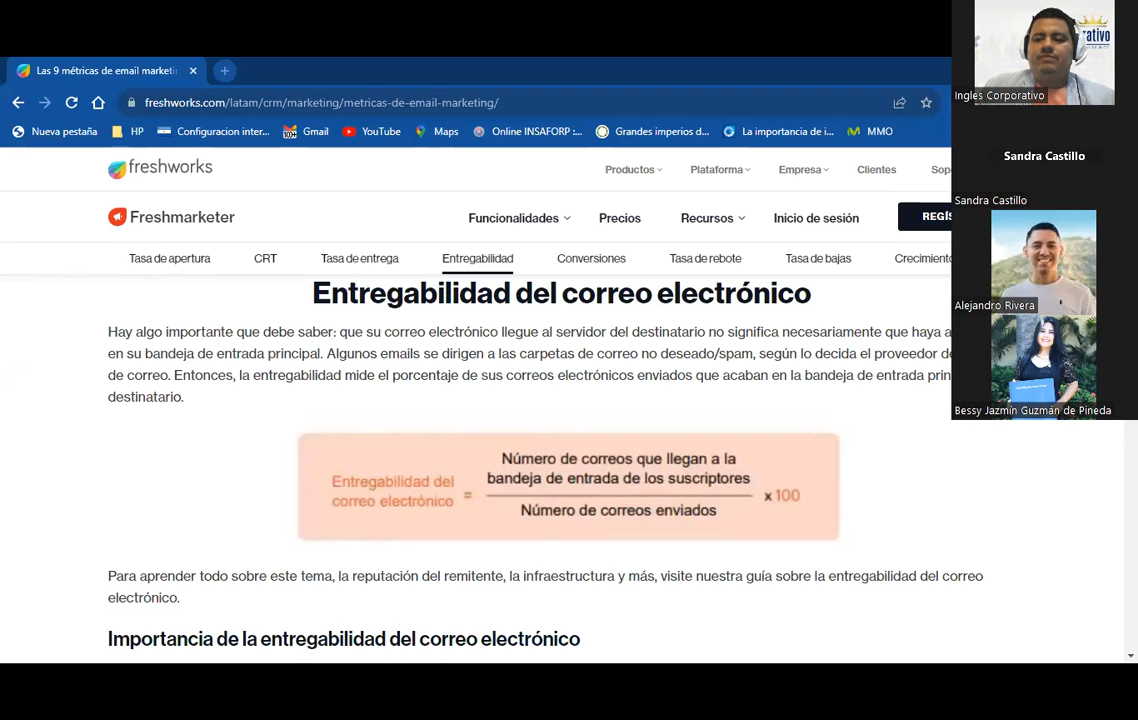 Las 9 métricas de email marketi
freshworks.com/latam/crm/marketing/metricas-de-email-marketing/
Nueva pestaña HP Configuracion inter... Gmail YouTube Maps Online INSAFORP :... Grandes imperios d... La importancia de i... MMO
freshworks Productos Plataforma Empresa Clientes Sop
Freshmarketer Funcionalidades Precios Recursos Inicio de sesión REGÍS
Tasa de apertura CRT Tasa de entrega Entregabilidad Conversiones Tasa de rebote Tasa de bajas Crecimiento
Entregabilidad del correo electrónico
Hay algo importante que debe saber: que su correo electrónico llegue al servidor del destinatario no significa necesariamente que haya a
en su bandeja de entrada principal. Algunos emails se dirigen a las carpetas de correo no deseado/spam, según lo decida el proveedor de
de correo. Entonces, la entregabilidad mide el porcentaje de sus correos electrónicos enviados que acaban en la bandeja de entrada prin
destinatario.
Entregabilidad del
correo electrónico
=
Número de correos que llegan a la
bandeja de entrada de los suscriptores
Número de correos enviados
x 100
Para aprender todo sobre este tema, la reputación del remitente, la infraestructura y más, visite nuestra guía sobre la entregabilidad del correo
electrónico.
Importancia de la entregabilidad del correo electrónico
rativo
Ingles Corporativo
Sandra Castillo
Sandra Castillo
Alejandro Rivera
Bessy Jazmín Guzmán de Pineda